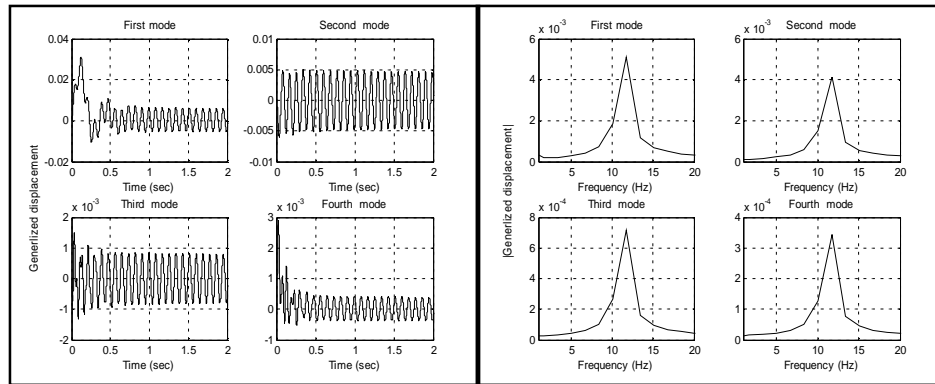 First mode
0.04
0.02
0
-0.02
0 0.5 1 1.5 2
Time (sec)
Second mode
0.01
0.005
0
-0.005
-0.01
0 0.5 1 1.5 2
Time (sec)
Generlized displacement
x 10^-3
Third mode
2
1
0
-1
-2
0 0.5 1 1.5 2
Time (sec)
x 10^-3
Fourth mode
3
2
1
0
-1
0 0.5 1 1.5 2
Time (sec)
x 10^-3
First mode
6
4
2
0
5 10 15 20
Frequency (Hz)
x 10^-3
Second mode
6
4
2
0
5 10 15 20
Frequency (Hz)
|Generlized displacement|
x 10^-4
Third mode
8
6
4
2
0
5 10 15 20
Frequency (Hz)
x 10^-4
Fourth mode
4
3
2
1
0
5 10 15 20
Frequency (Hz)